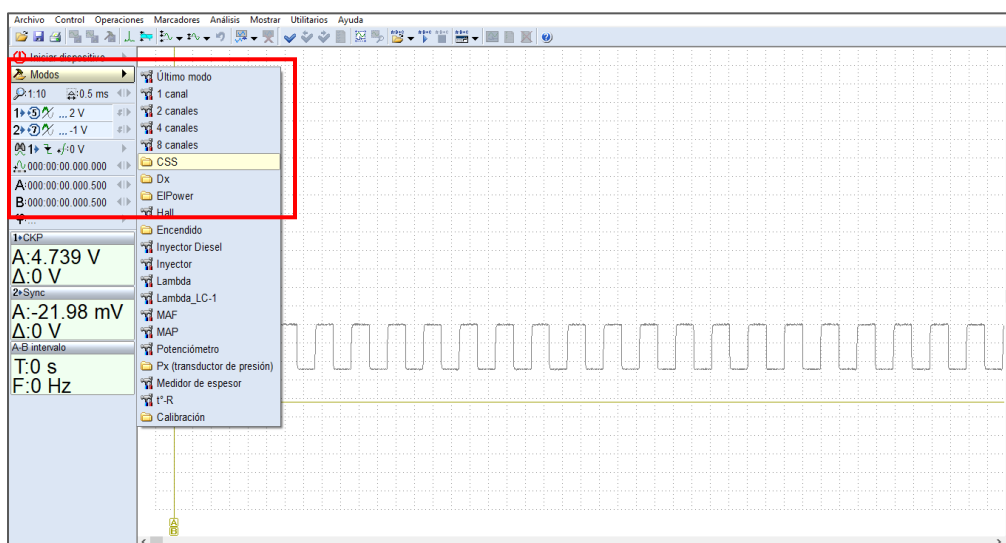 Archivo Control Operaciones Marcadores Análisis Mostrar Utilitarios Ayuda
Iniciar dispositivo
Modos
1:10 0.5 ms
1 5 ... 2 V
2 7 ... -1 V
1 0 V
000:00:00.000.000
A:000:00:00.000.500
B:000:00:00.000.500
φ:...
1 CKP
A:4.739 V
Δ:0 V
2 Sync
A:-21.98 mV
Δ:0 V
A-B intervalo
T:0 s
F:0 Hz
Último modo
1 canal
2 canales
4 canales
8 canales
CSS
Dx
ElPower
Hall
Encendido
Inyector Diesel
Inyector
Lambda
Lambda_LC-1
MAF
MAP
Potenciómetro
Px (transductor de presión)
Medidor de espesor
t°-R
Calibración
A
B